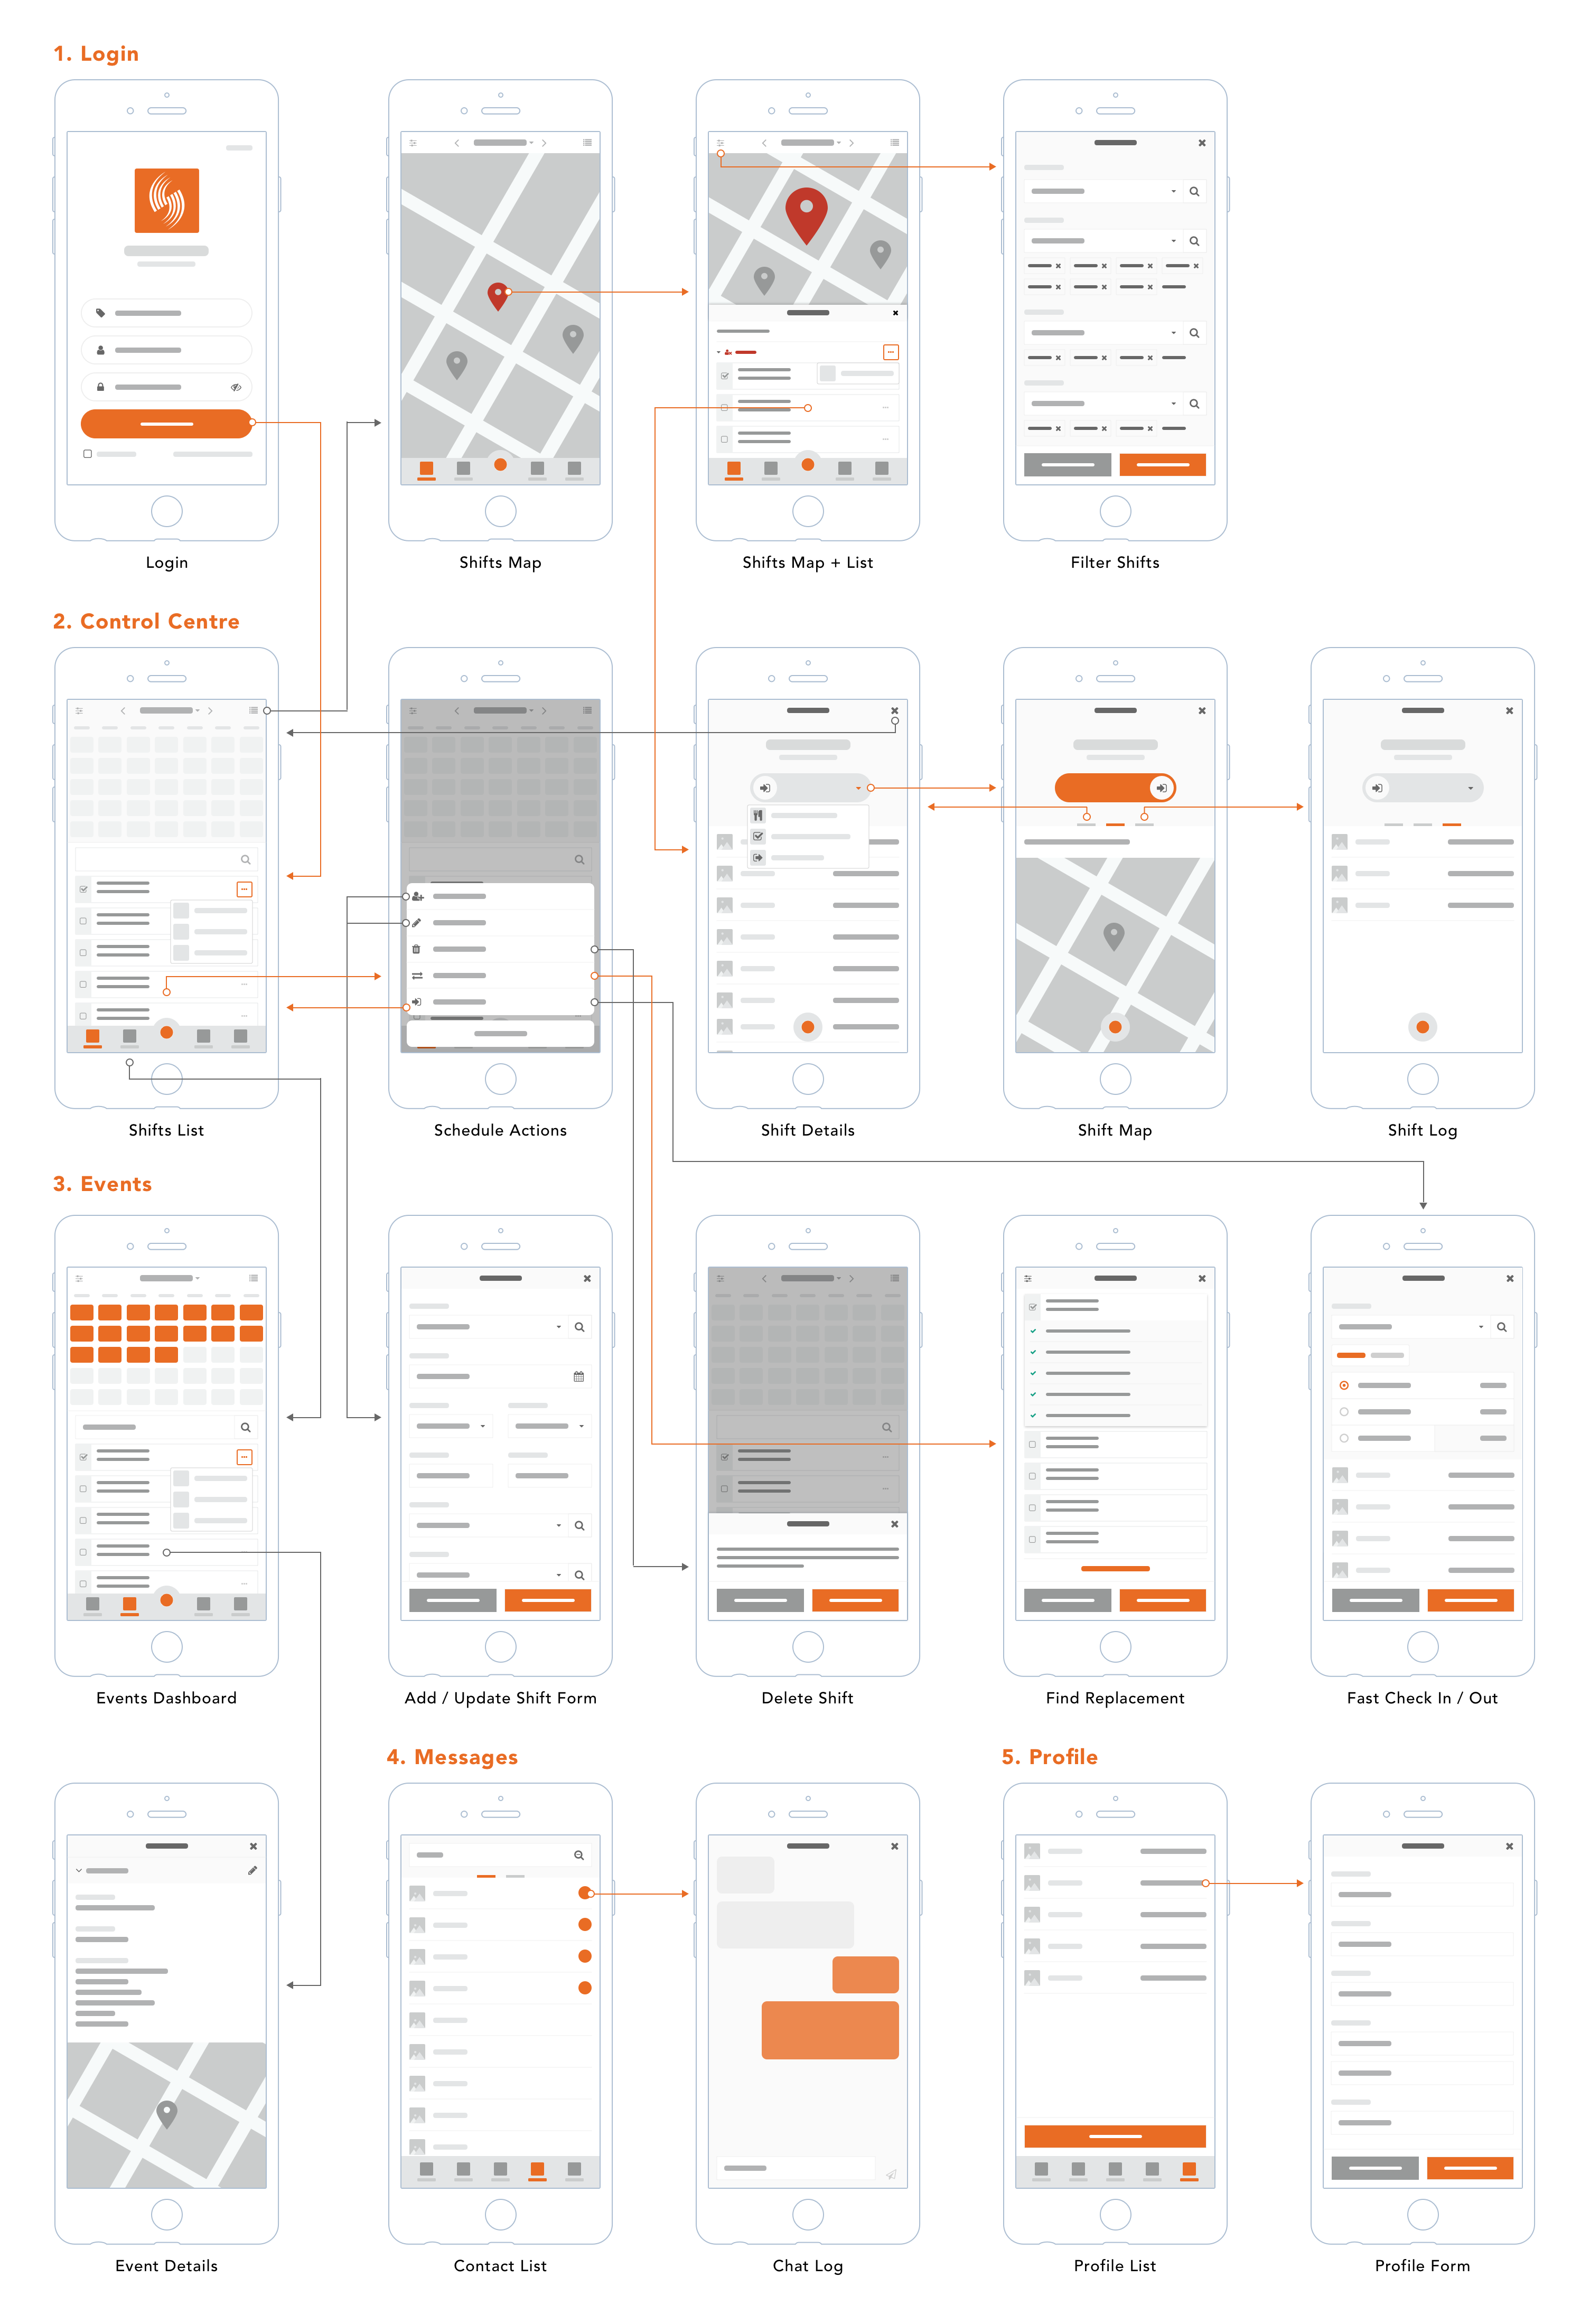 1. Login
Login
Shifts Map
Shifts Map + List
Filter Shifts
2. Control Centre
Shifts List
Schedule Actions
Shift Details
Shift Map
Shift Log
3. Events
Events Dashboard
Add / Update Shift Form
Delete Shift
Find Replacement
Fast Check In / Out
4. Messages
5. Profile
Event Details
Contact List
Chat Log
Profile List
Profile Form